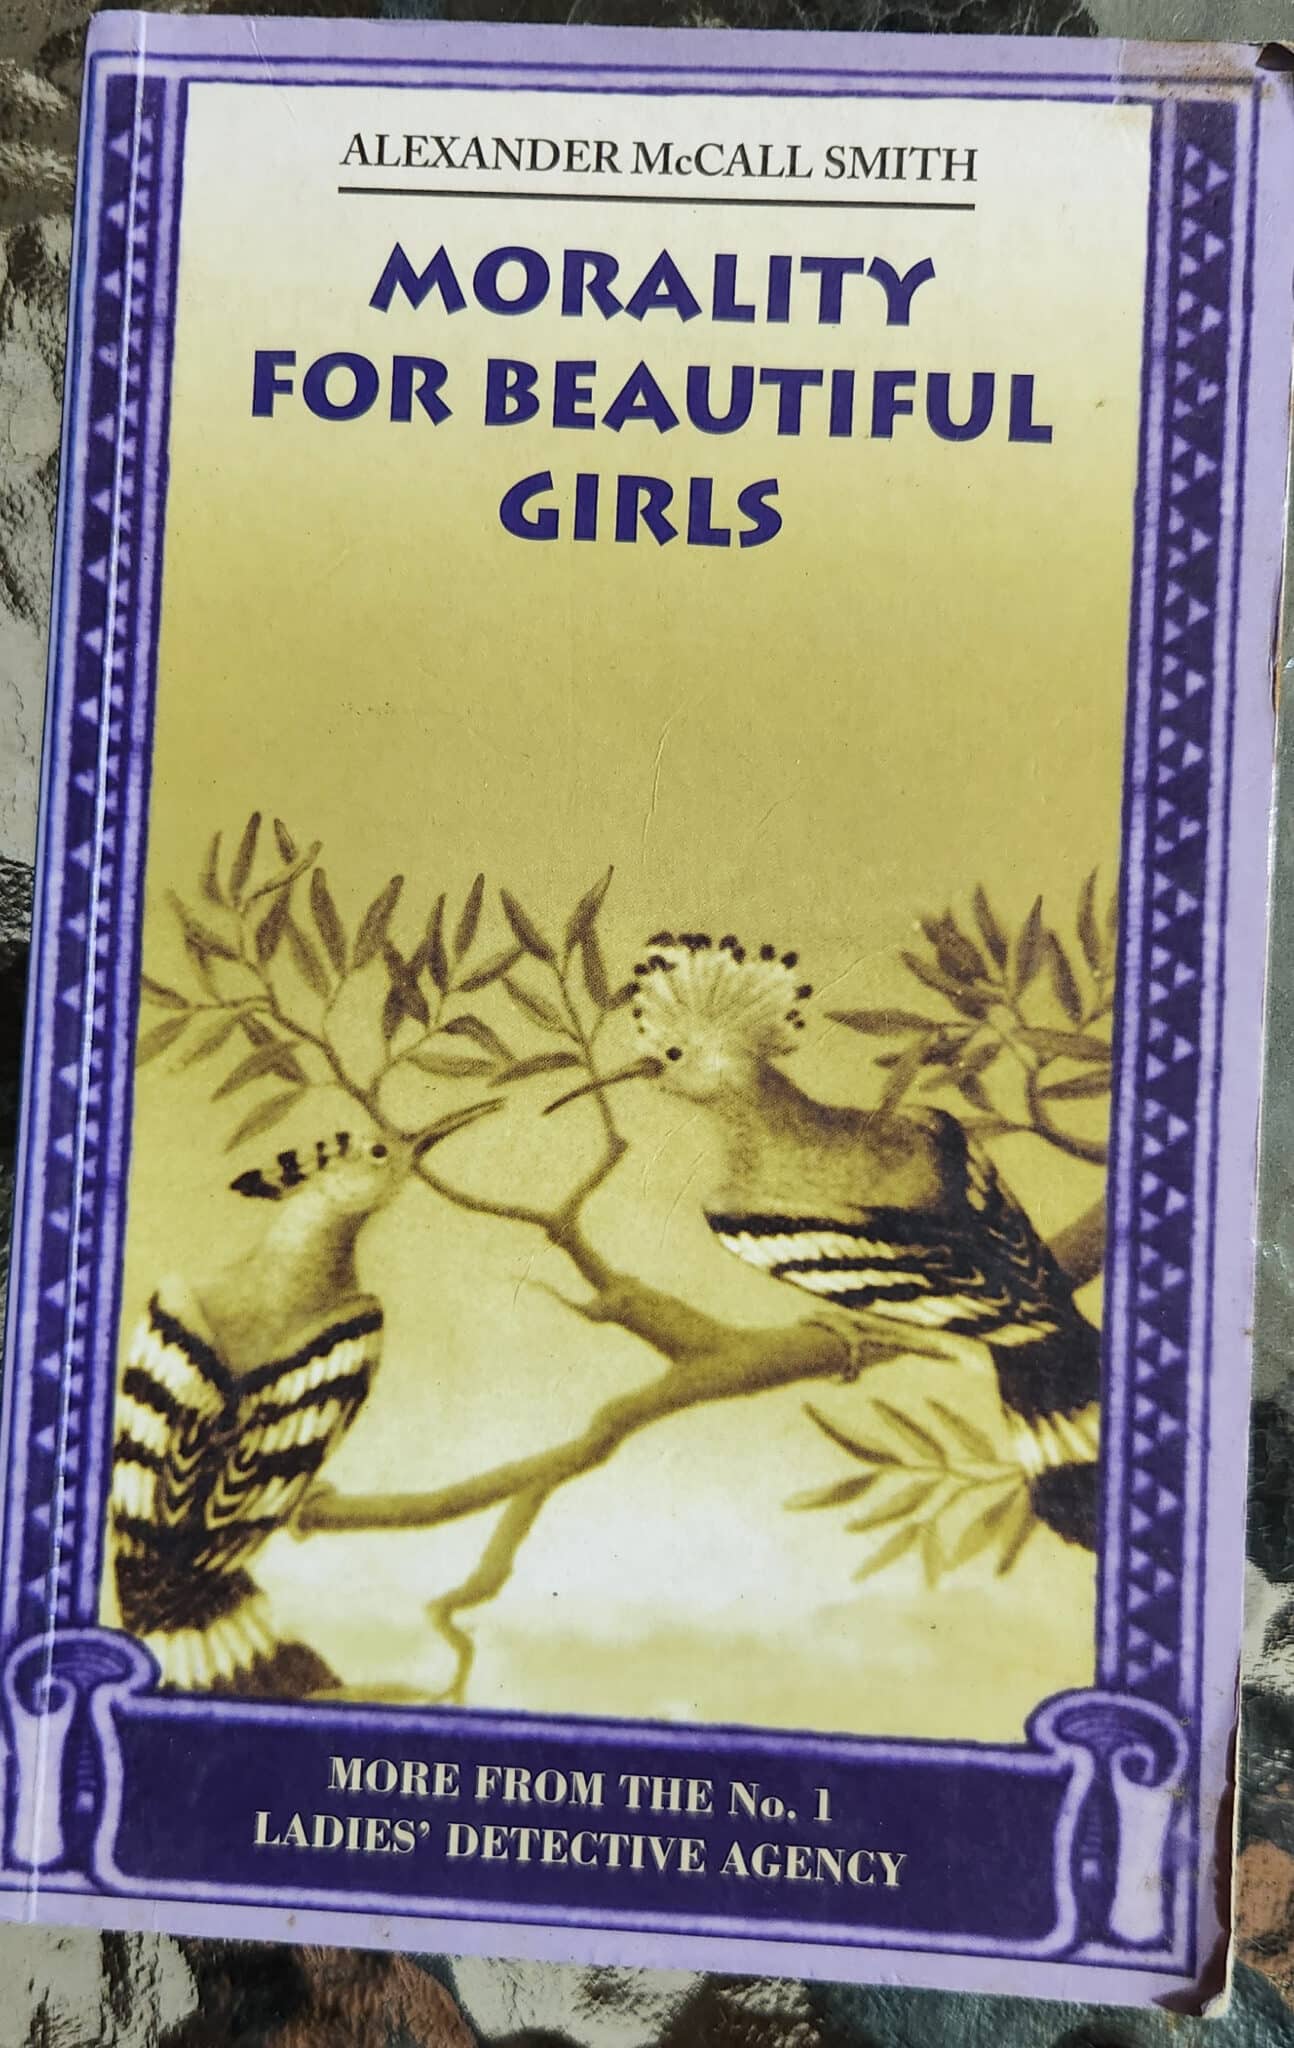 ALEXANDER McCALL SMITH
MORALITY
FOR BEAUTIFUL
GIRLS
MORE FROM THE No. 1
LADIES' DETECTIVE AGENCY